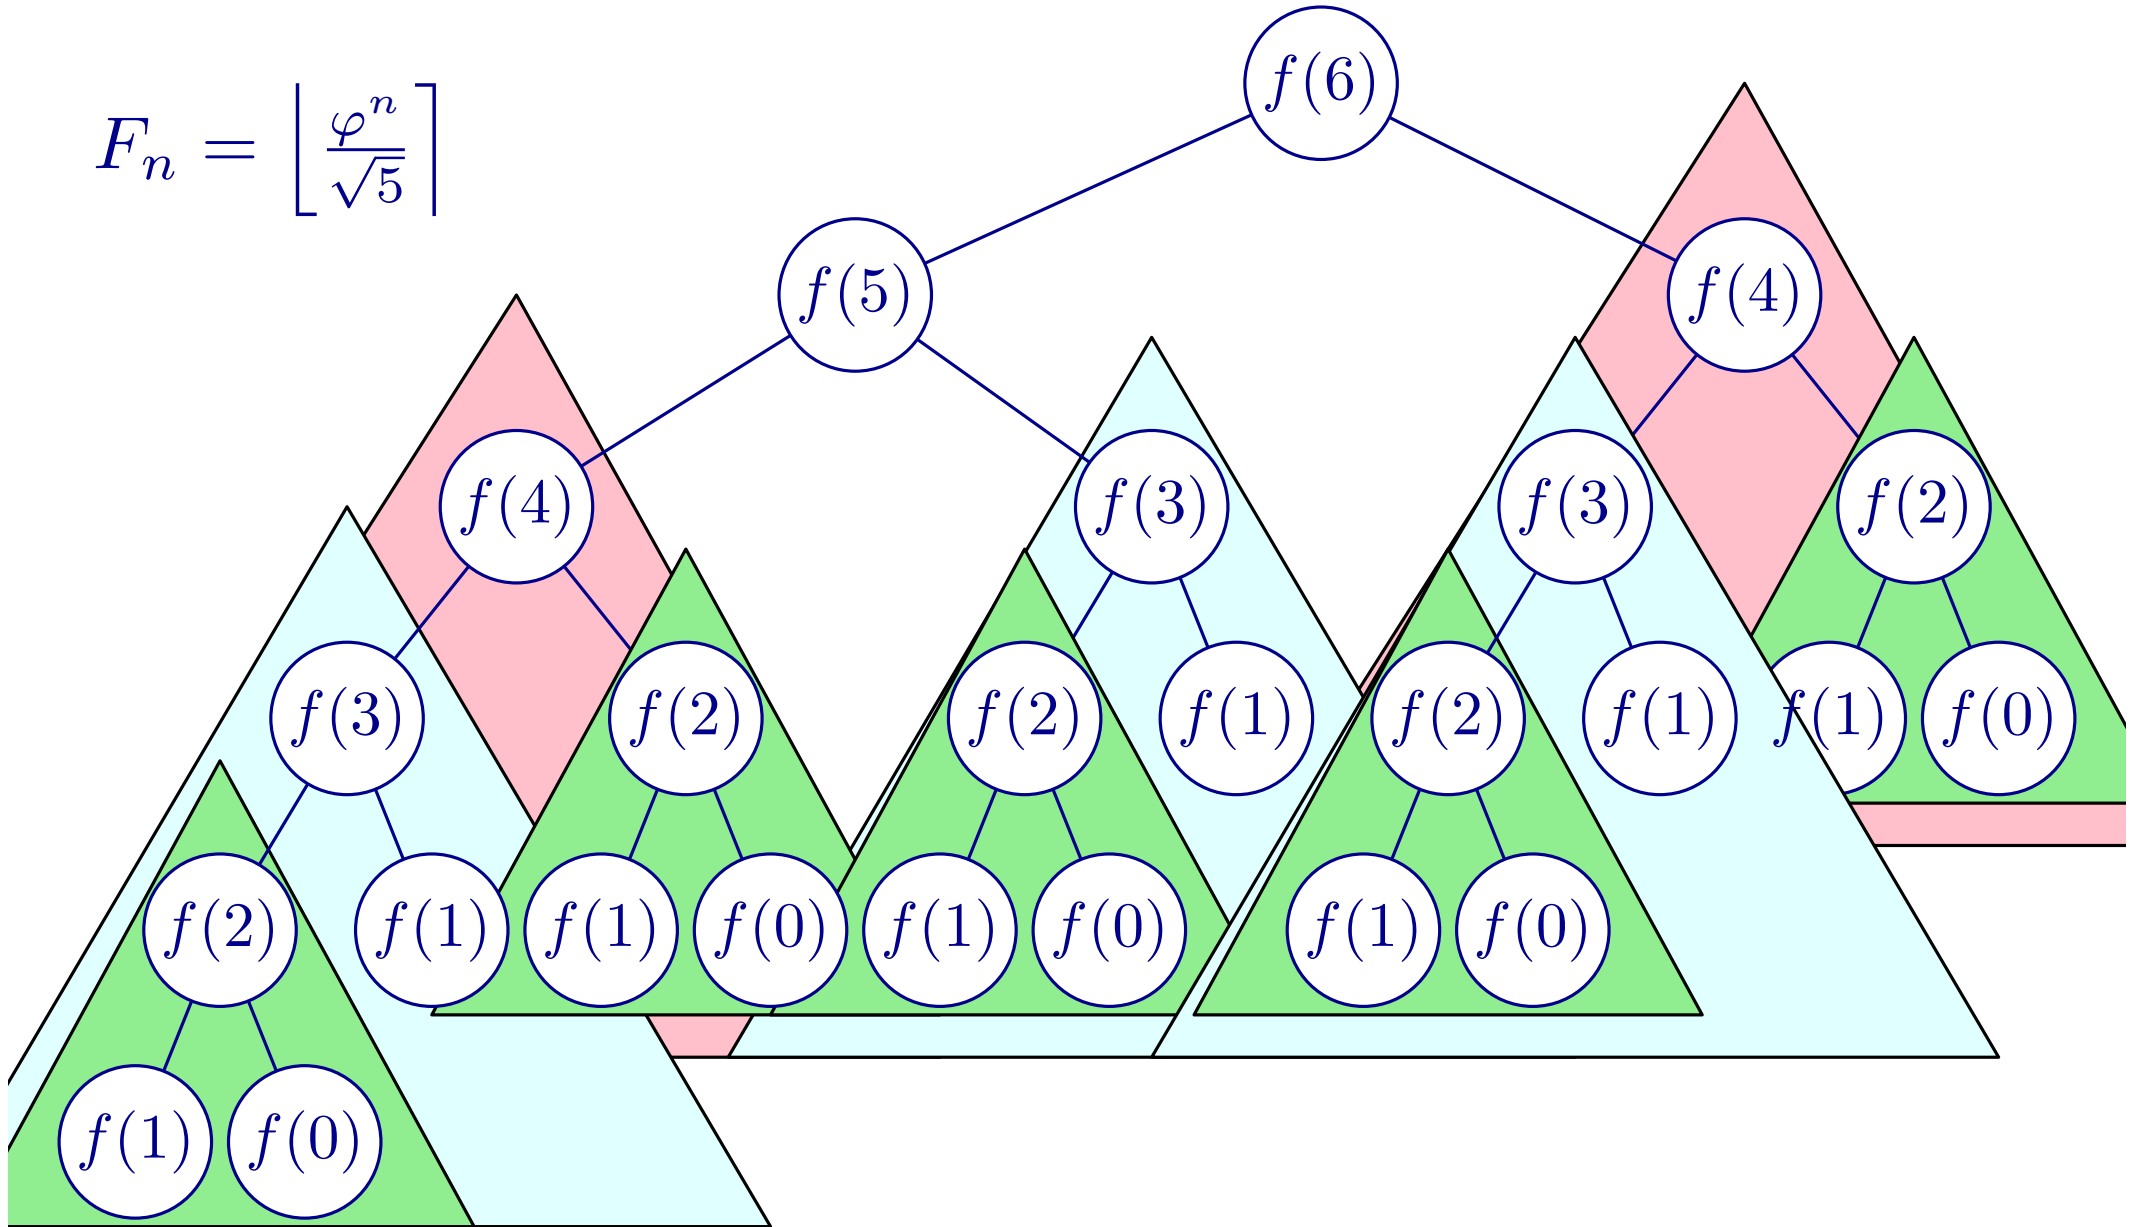 f(6)
F_n = ⌊φ^n/√5⌉
f(5) f(4)
f(4) f(3) f(3) f(2)
f(3) f(2) f(2) f(1) f(2) f(1) f(1) f(0)
f(2) f(1) f(1) f(0) f(1) f(0) f(1) f(0)
f(1) f(0)